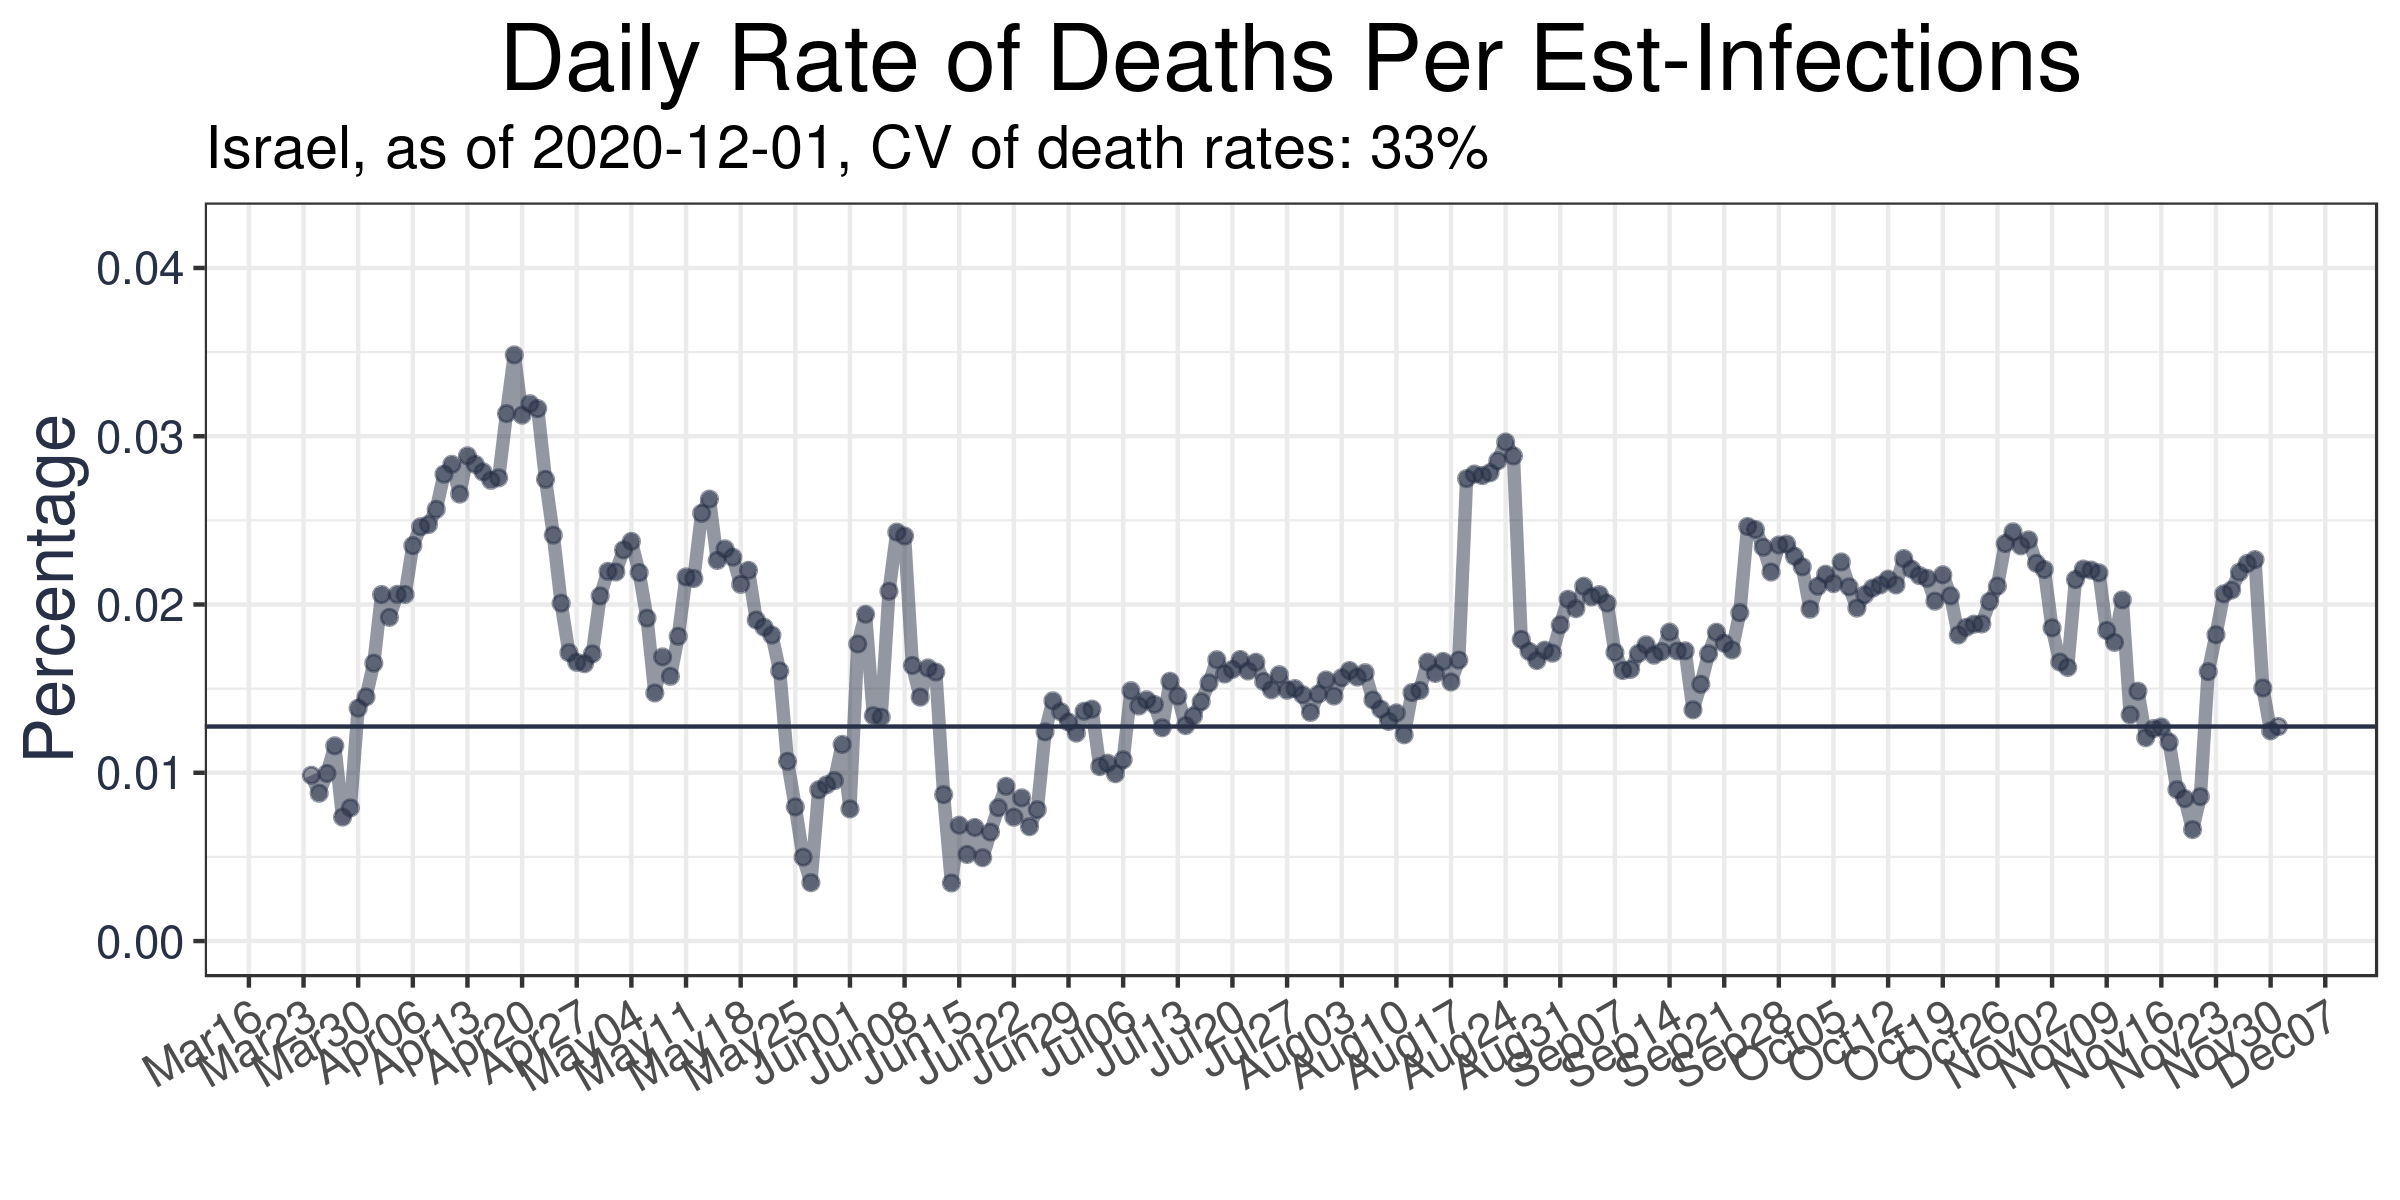 Daily Rate of Deaths Per Est-Infections
Israel, as of 2020-12-01, CV of death rates: 33%
Percentage
0.04
0.03
0.02
0.01
0.00
Mar16
Mar23
Mar30
Apr06
Apr13
Apr20
Apr27
May04
May11
May18
May25
Jun01
Jun08
Jun15
Jun22
Jun29
Jul06
Jul13
Jul20
Jul27
Aug03
Aug10
Aug17
Aug24
Aug31
Sep07
Sep14
Sep21
Sep28
Oct05
Oct12
Oct19
Oct26
Nov02
Nov09
Nov16
Nov23
Nov30
Dec07